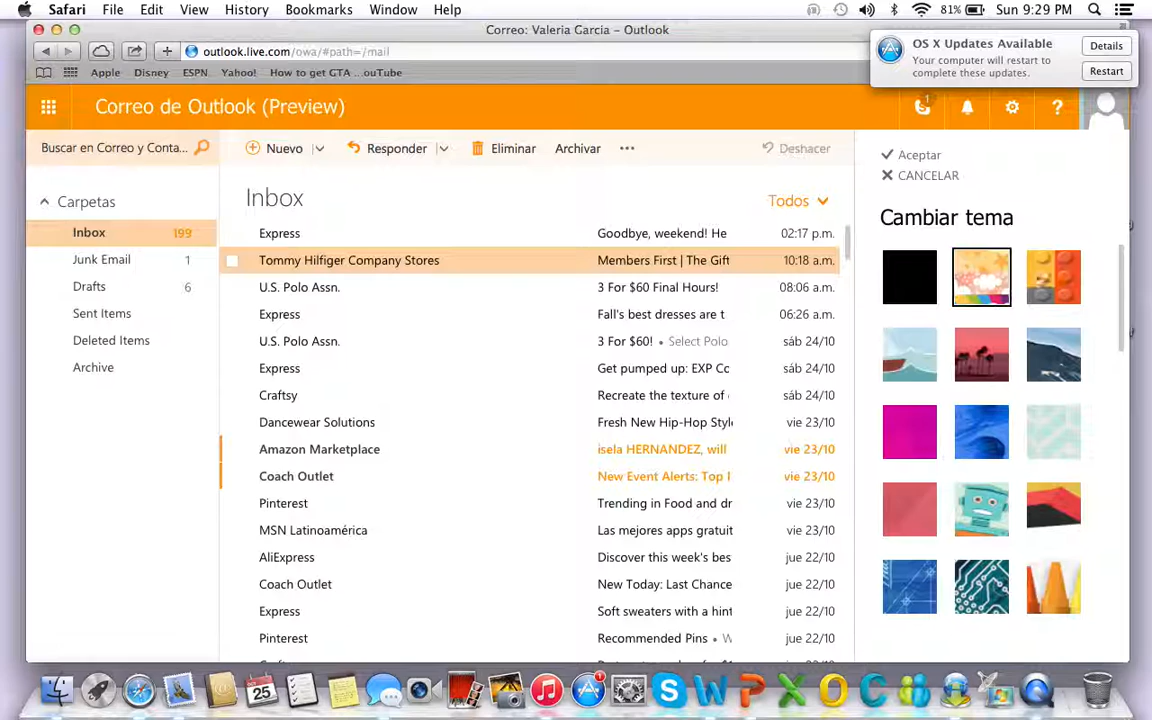 Safari File Edit View History Bookmarks Window Help 81% Sun 9:29 PM
Correo: Valeria Garcia – Outlook
outlook.live.com/owa/#path=/mail
Apple Disney ESPN Yahoo! How to get GTA ...ouTube
OS X Updates Available
Your computer will restart to
complete these updates.
Details
Restart
Correo de Outlook (Preview)
1
?
Buscar en Correo y Conta...
Nuevo Responder Eliminar Archivar ••• Deshacer
Aceptar
CANCELAR
Cambiar tema
Carpetas
Inbox 199
Junk Email 1
Drafts 6
Sent Items
Deleted Items
Archive
Inbox Todos
Express Goodbye, weekend! He 02:17 p.m.
Tommy Hilfiger Company Stores Members First | The Gift 10:18 a.m.
U.S. Polo Assn. 3 For $60 Final Hours! 08:06 a.m.
Express Fall's best dresses are t 06:26 a.m.
U.S. Polo Assn. 3 For $60! • Select Polo sáb 24/10
Express Get pumped up: EXP Co sáb 24/10
Craftsy Recreate the texture of sáb 24/10
Dancewear Solutions Fresh New Hip-Hop Style vie 23/10
Amazon Marketplace isela HERNANDEZ, will vie 23/10
Coach Outlet New Event Alerts: Top vie 23/10
Pinterest Trending in Food and dr vie 23/10
MSN Latinoamérica Las mejores apps gratuit vie 23/10
AliExpress Discover this week's bes jue 22/10
Coach Outlet New Today: Last Chance jue 22/10
Express Soft sweaters with a hint jue 22/10
Pinterest Recommended Pins • jue 22/10
OCT
25
1